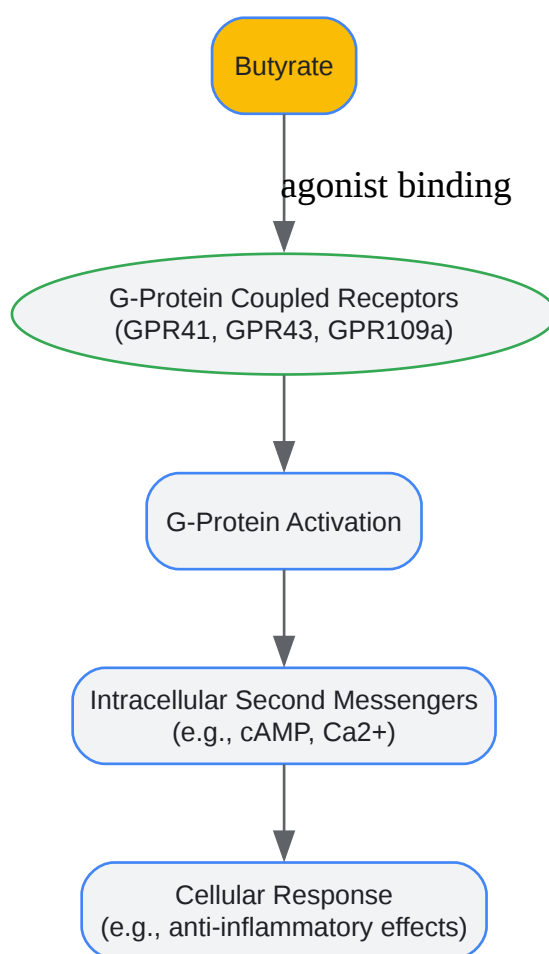 Butyrate
agonist binding
G-Protein Coupled Receptors
(GPR41, GPR43, GPR109a)
G-Protein Activation
Intracellular Second Messengers
(e.g., cAMP, Ca2+)
Cellular Response
(e.g., anti-inflammatory effects)